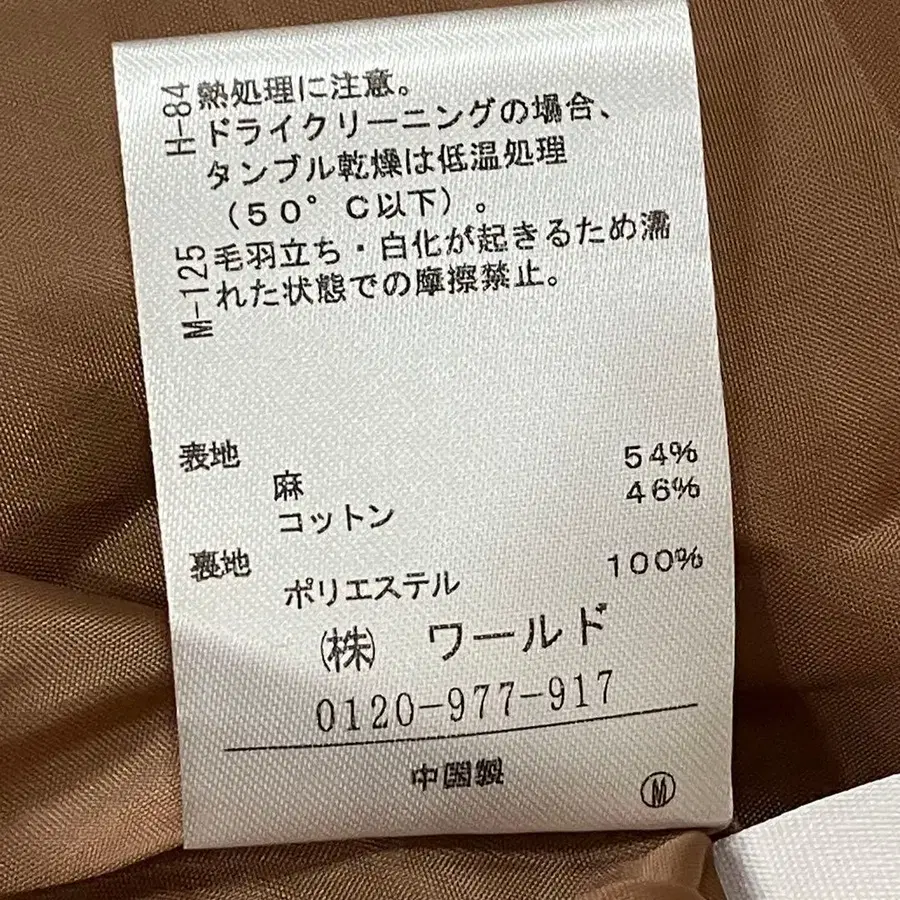 H-84
熱処理に注意。
ドライクリーニングの場合、
タンブル乾燥は低温処理
（50°C以下）。
M-125
毛羽立ち・白化が起きるため濡
れた状態での摩擦禁止。
表地
麻 54%
コットン 46%
裏地
ポリエステル 100%
㈱ ワールド
0120-977-917
中国製
Ⓜ